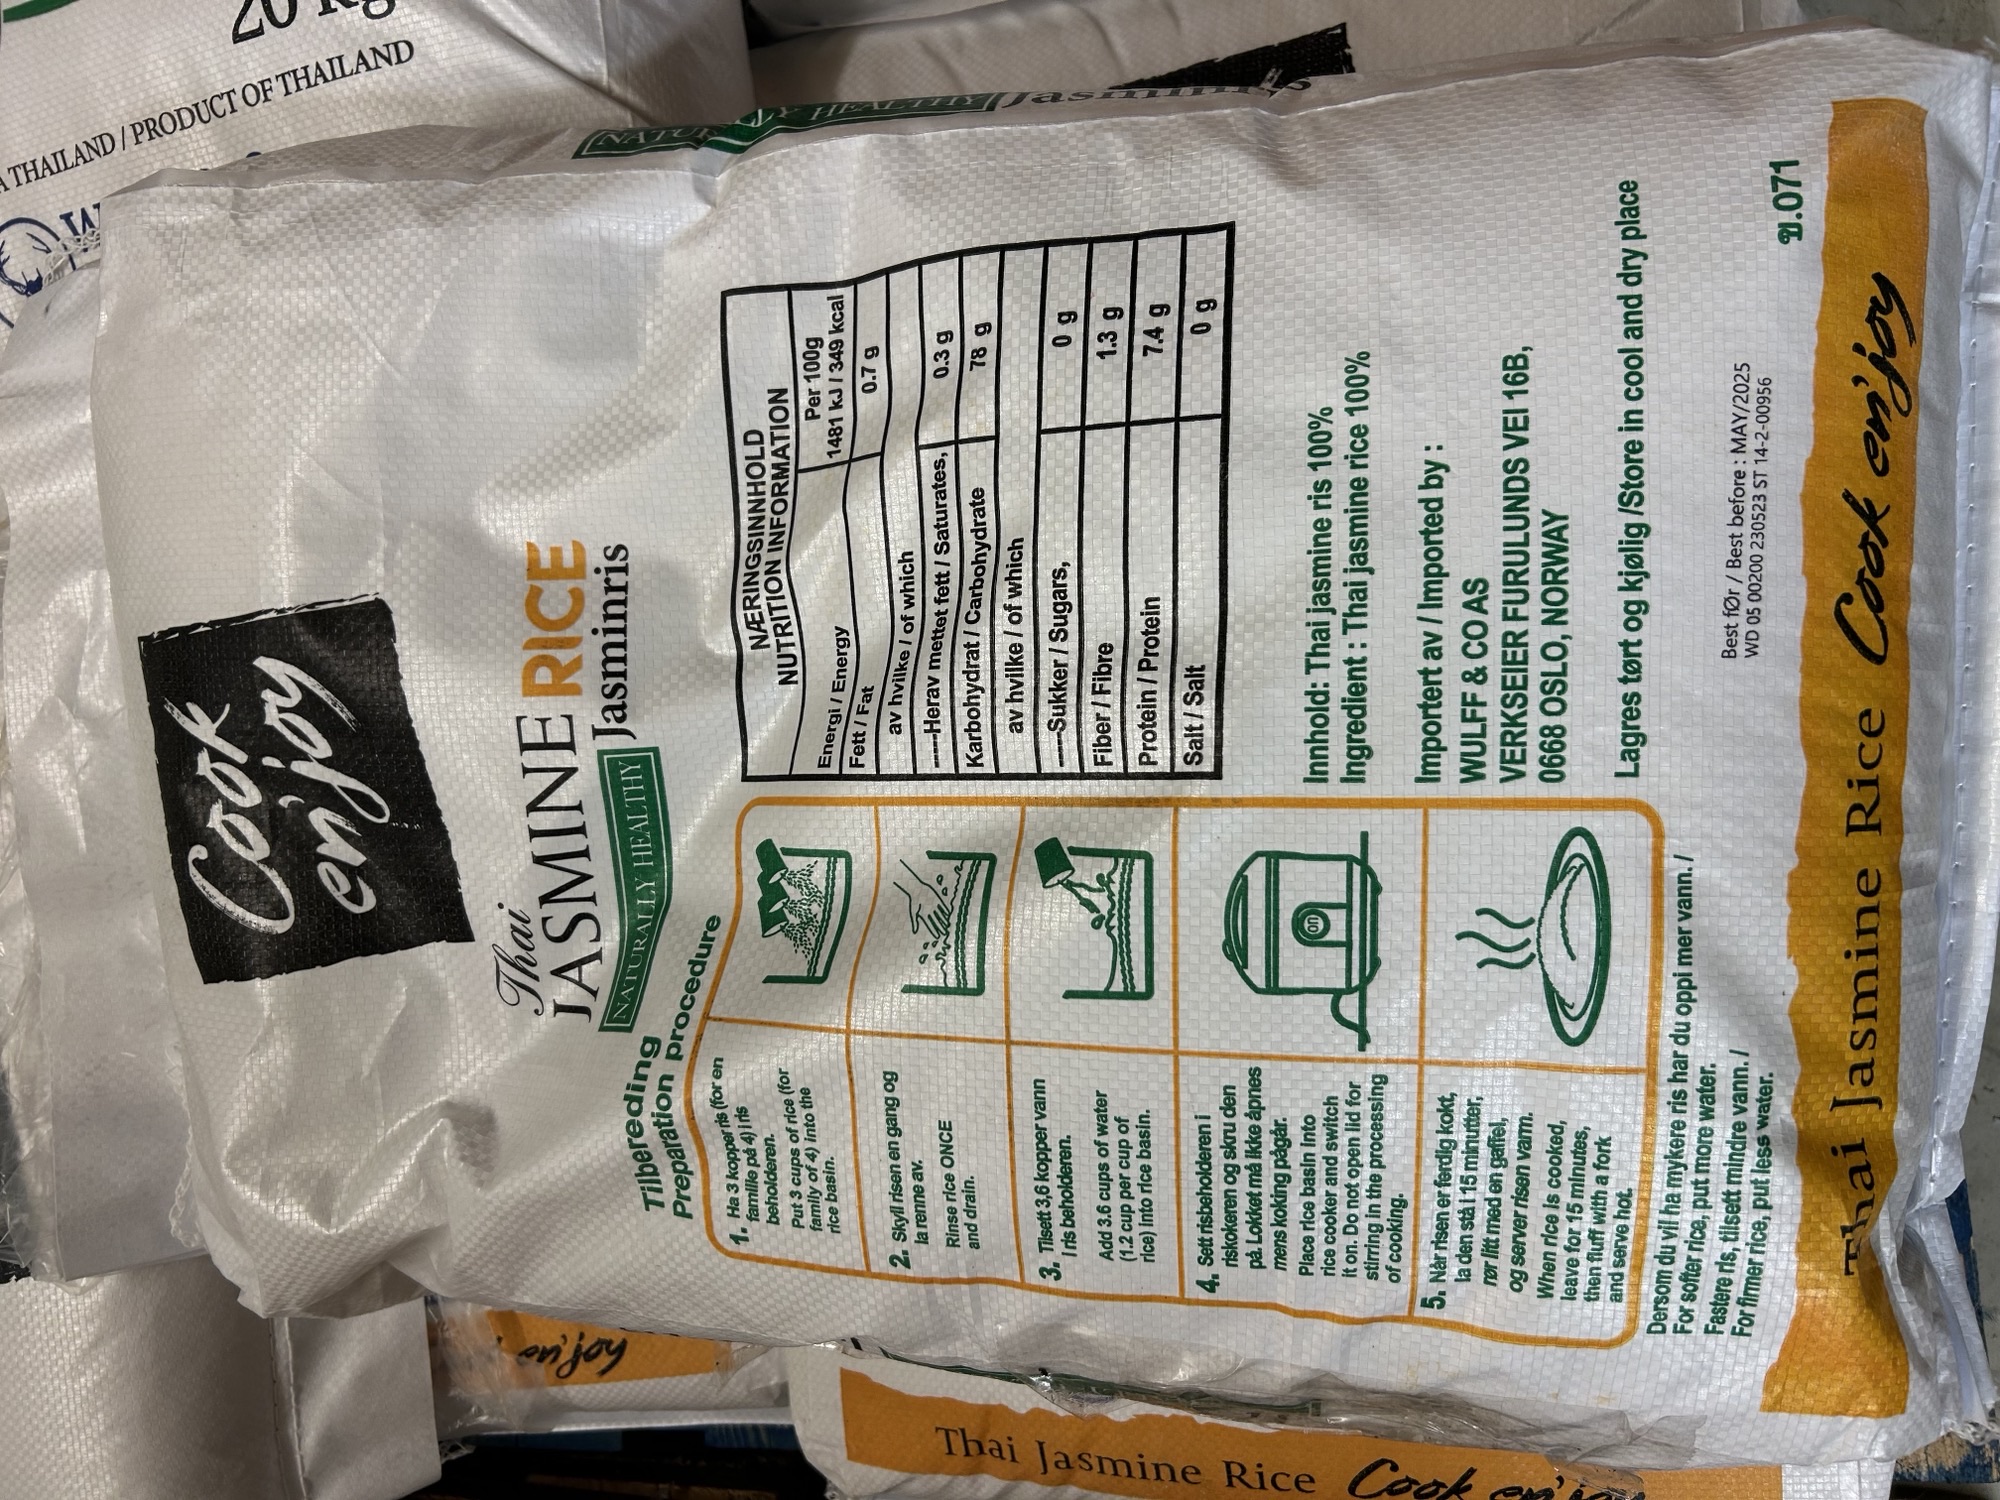 20 kg
THAILAND / PRODUCT OF THAILAND
NATURALLY HEALTHY Jasminris
Cook
en'joy
Thai
JASMINE RICE
NATURALLY HEALTHY Jasminris
Tilbereding
Preparation procedure
1. Ha 3 kopper ris (for en
familie på 4) i ris
beholderen.
Put 3 cups of rice (for
family of 4) into the
rice basin.
2. Skyll risen en gang og
la renne av.
Rinse rice ONCE
and drain.
3. Tilsett 3,6 kopper vann
i ris beholderen.
Add 3.6 cups of water
(1.2 cup per cup of
rice) into rice basin.
4. Sett risbeholderen i
riskokeren og skru den
på. Lokket må ikke åpnes
mens koking pågår.
Place rice basin into
rice cooker and switch
it on. Do not open lid for
stirring in the processing
of cooking.
on
5. Når risen er ferdig kokt,
la den stå i 15 minutter,
rør litt med en gaffel,
og server risen varm.
When rice is cooked,
leave for 15 minutes,
then fluff with a fork
and serve hot.
Dersom du vil ha mykere ris har du oppi mer vann. /
For softer rice, put more water.
Fastere ris, tilsett mindre vann. /
For firmer rice, put less water.
NÆRINGSINNHOLD
NUTRITION INFORMATION
Per 100g
Energi / Energy 1481 kJ / 349 kcal
Fett / Fat 0.7 g
av hvilke / of which
----Herav mettet fett / Saturates, 0.3 g
Karbohydrat / Carbohydrate 78 g
av hvilke / of which
----Sukker / Sugars, 0 g
Fiber / Fibre 1.3 g
Protein / Protein 7.4 g
Salt / Salt 0 g
Innhold: Thai jasmine ris 100%
Ingredient : Thai jasmine rice 100%
Importert av / Imported by :
WULFF & CO AS
VERKSEIER FURULUNDS VEI 16B,
0668 OSLO, NORWAY
Lagres tørt og kjølig /Store in cool and dry place
Best fØr / Best before : MAY/2025
WD 05 00200 230523 ST 14-2-00956
ข.071
Thai Jasmine Rice Cook en'joy
Thai Jasmine Rice Cook en'joy